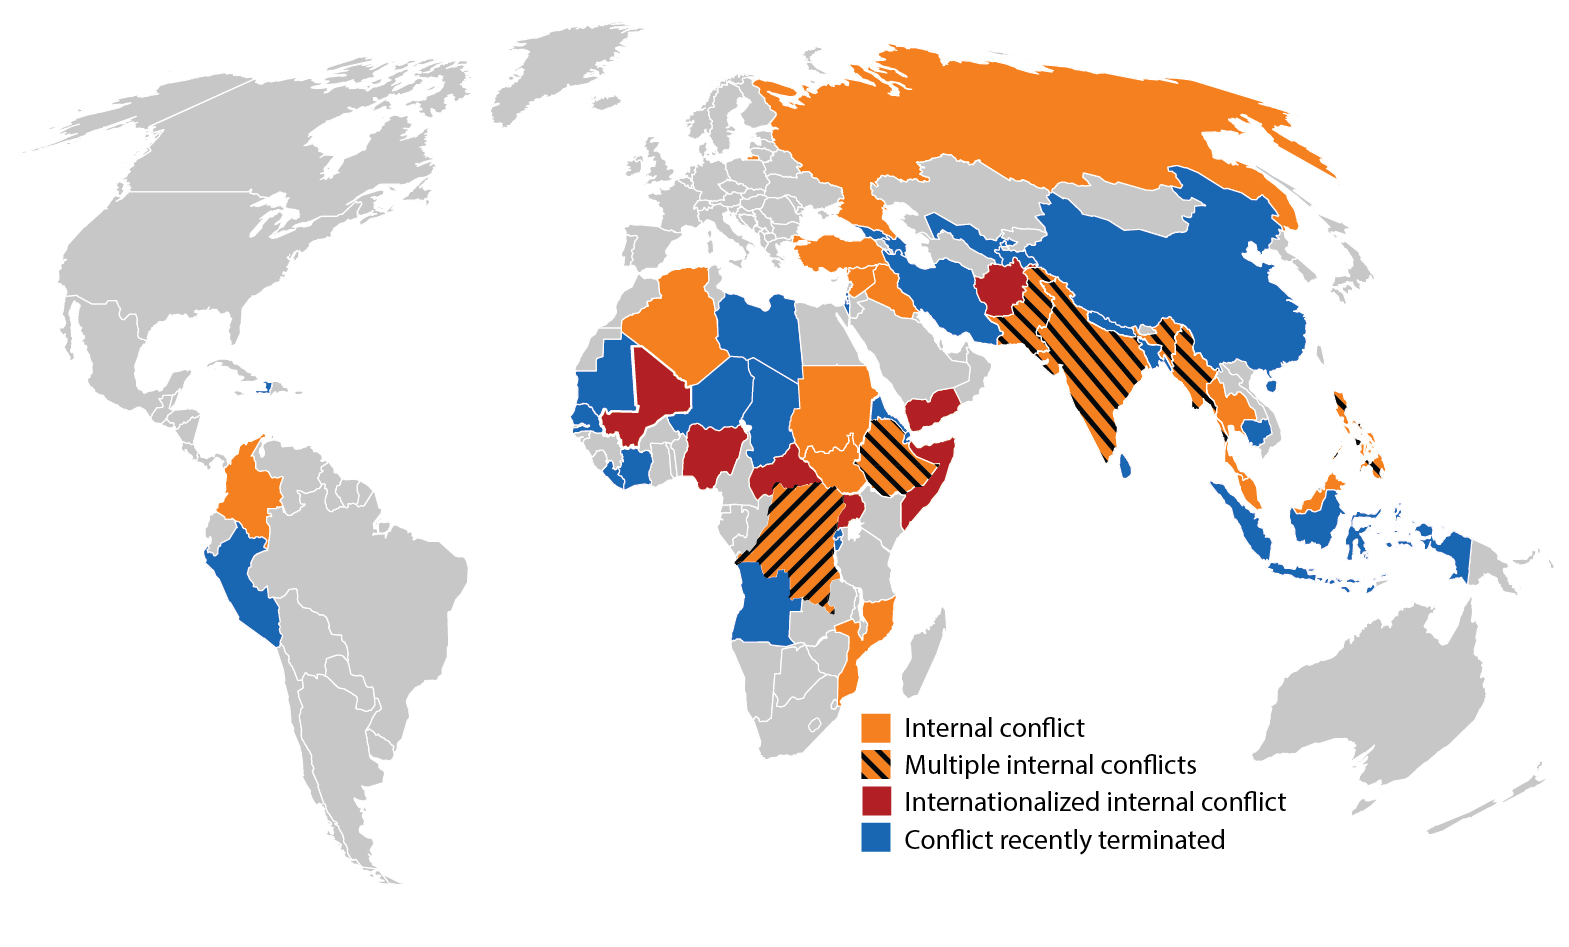 Internal conflict
Multiple internal conflicts
Internationalized internal conflict
Conflict recently terminated